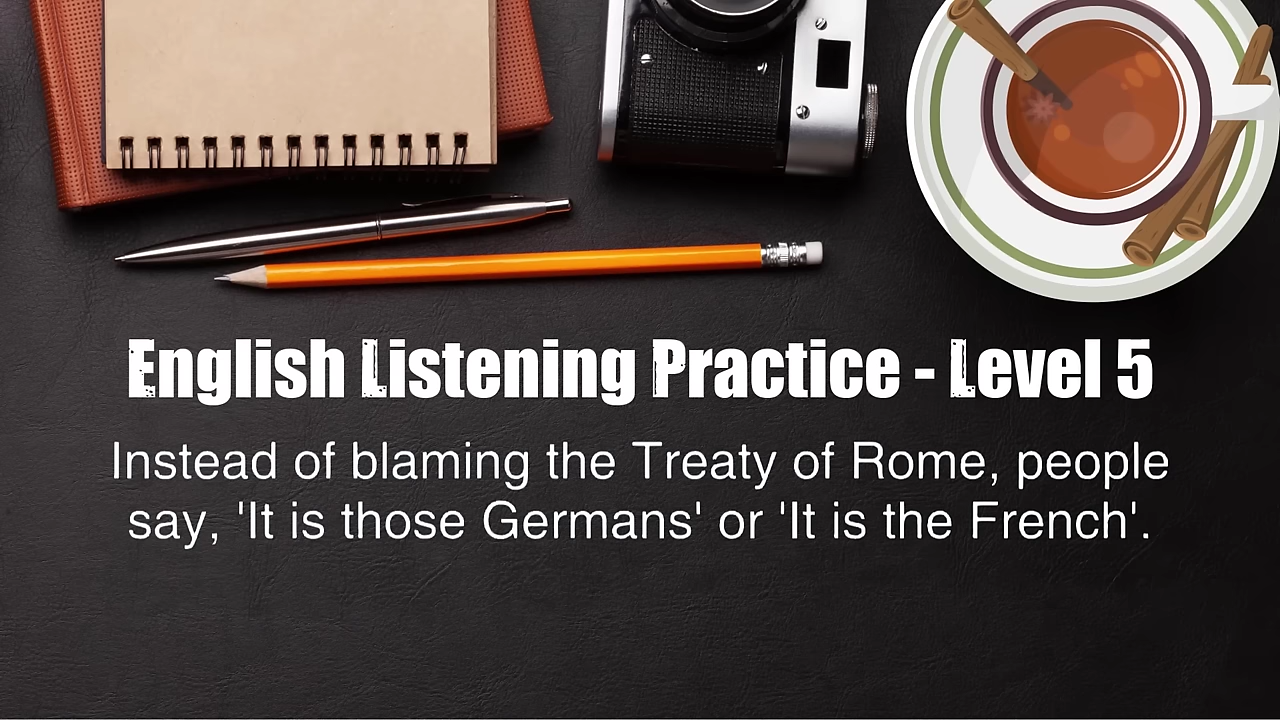 English Listening Practice - Level 5
Instead of blaming the Treaty of Rome, people
say, 'It is those Germans' or 'It is the French'.